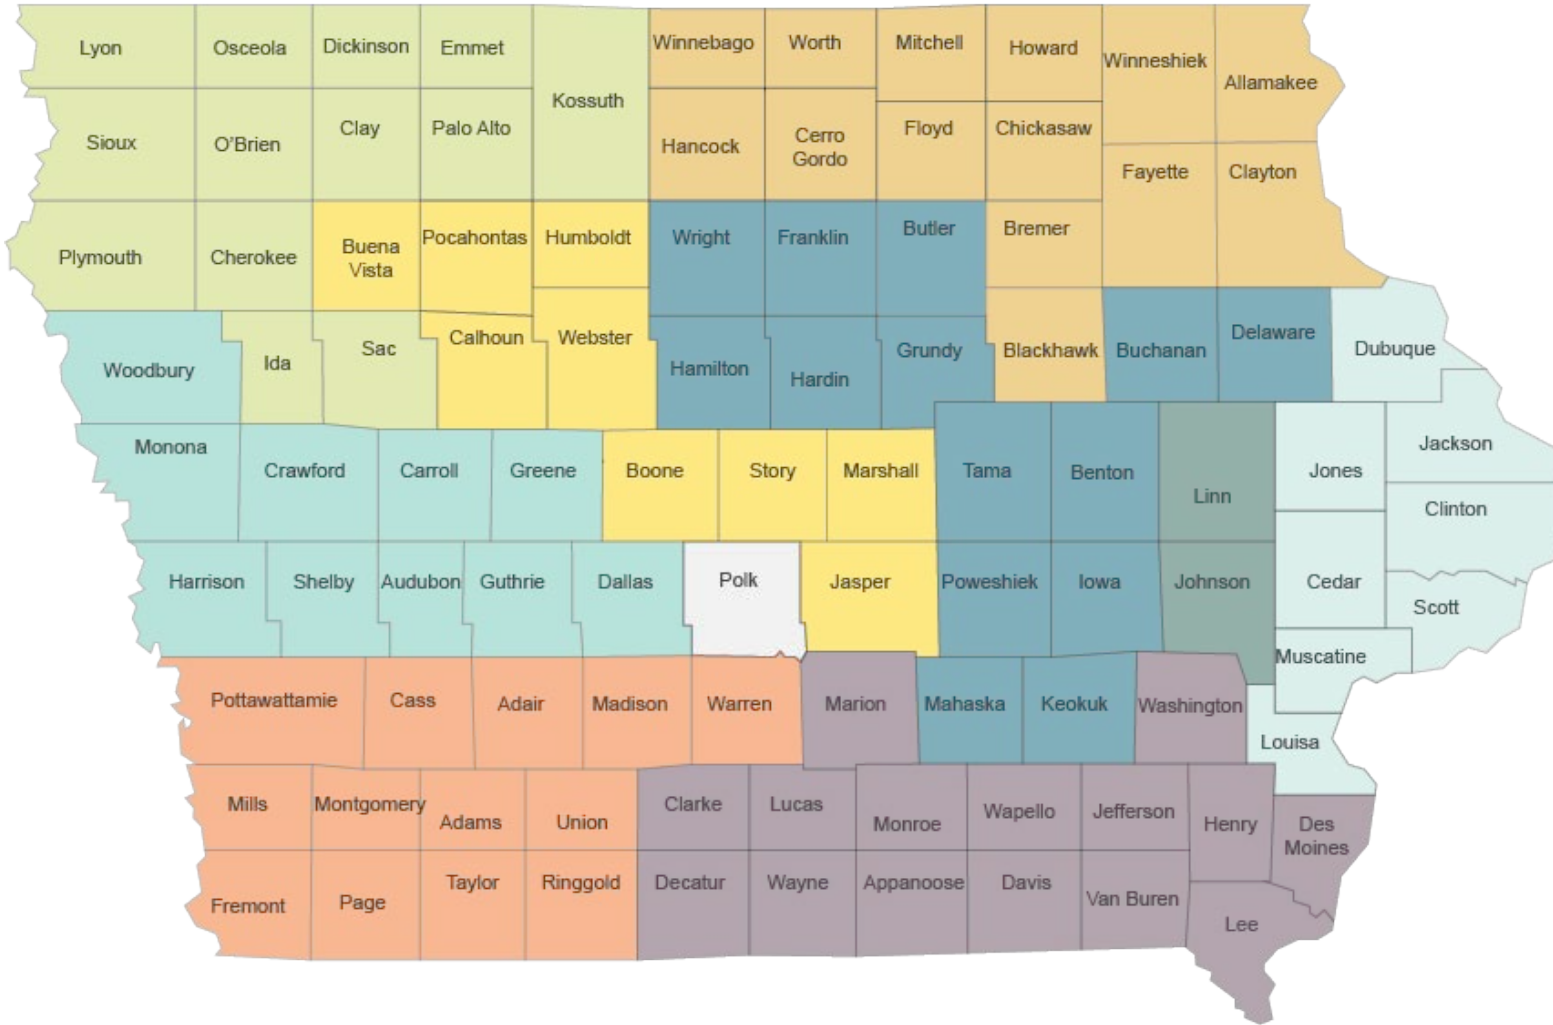 Lyon
Osceola
Dickinson
Emmet
Kossuth
Winnebago
Worth
Mitchell
Howard
Winneshiek
Allamakee
Sioux
O'Brien
Clay
Palo Alto
Hancock
Cerro
Gordo
Floyd
Chickasaw
Fayette
Clayton
Plymouth
Cherokee
Buena
Vista
Pocahontas
Humboldt
Wright
Franklin
Butler
Bremer
Woodbury
Ida
Sac
Calhoun
Webster
Hamilton
Hardin
Grundy
Blackhawk
Buchanan
Delaware
Dubuque
Monona
Crawford
Carroll
Greene
Boone
Story
Marshall
Tama
Benton
Linn
Jones
Jackson
Clinton
Harrison
Shelby
Audubon
Guthrie
Dallas
Polk
Jasper
Poweshiek
Iowa
Johnson
Cedar
Scott
Muscatine
Pottawattamie
Cass
Adair
Madison
Warren
Marion
Mahaska
Keokuk
Washington
Louisa
Mills
Montgomery
Adams
Union
Clarke
Lucas
Monroe
Wapello
Jefferson
Henry
Des
Moines
Fremont
Page
Taylor
Ringgold
Decatur
Wayne
Appanoose
Davis
Van Buren
Lee